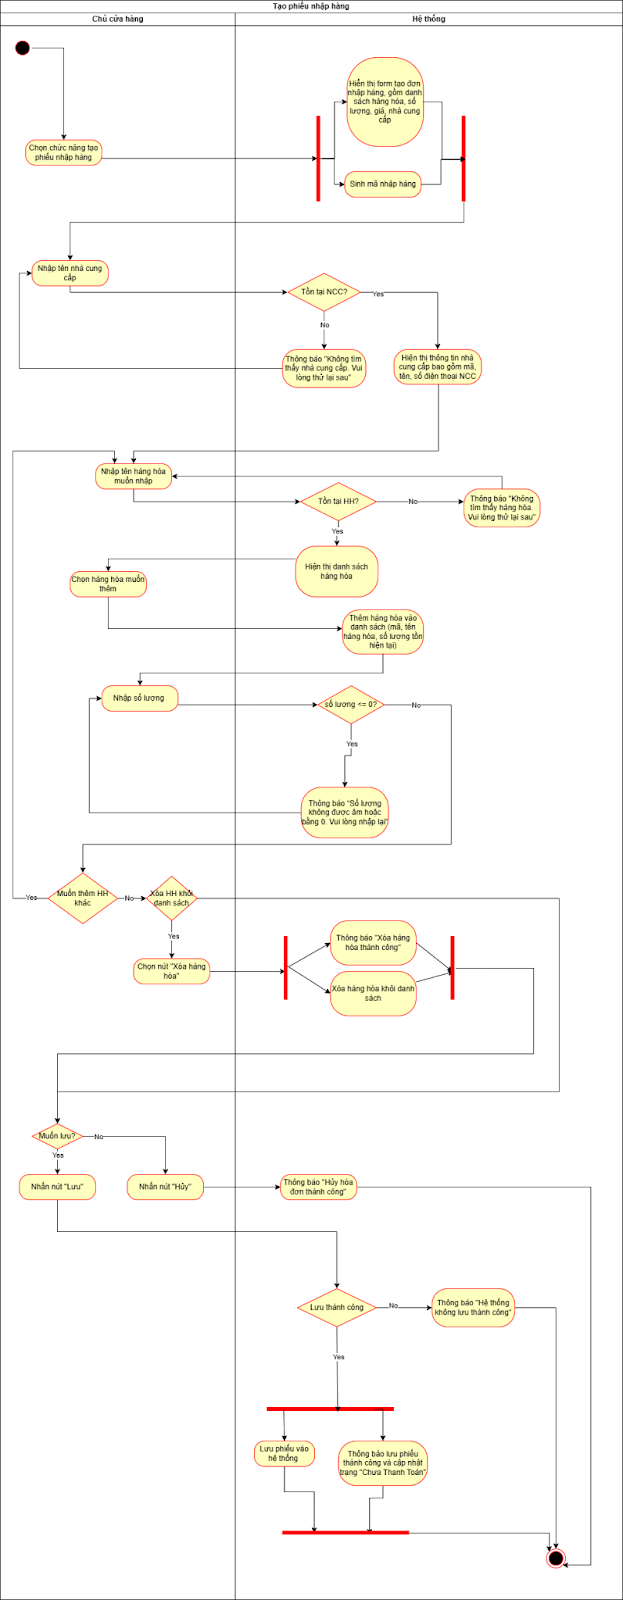 Tạo phiếu nhập hàng
Chủ cửa hàng
Hệ thống
Hiển thị form tạo đơn
nhập hàng, gồm danh
sách hàng hóa, số
lượng, giá, nhà cung
cấp
Chọn chức năng tạo
phiếu nhập hàng
Sinh mã nhập hàng
Nhập tên nhà cung
cấp
Tồn tại NCC?
Yes
No
Thông báo "Không tìm
thấy nhà cung cấp. Vui
lòng thử lại sau"
Hiện thị thông tin nhà
cung cấp bao gồm mã,
tên, số điện thoại NCC
Nhập tên hàng hóa
muốn nhập
Tồn tại HH?
No
Thông báo "Không
tìm thấy hàng hóa.
Vui lòng thử lại sau"
Yes
Hiện thị danh sách
hàng hóa
Chọn hàng hóa muốn
thêm
Thêm hàng hóa vào
danh sách (mã, tên
hàng hóa, số lượng tồn
hiện tại)
Nhập số lượng
số lượng <= 0?
No
Yes
Thông báo "Số lượng
không được âm hoặc
bằng 0. Vui lòng nhập lại"
Muốn thêm HH
khác
Yes
No
Xóa HH khỏi
danh sách
Yes
Chọn nút "Xóa hàng
hóa"
Thông báo "Xóa hàng
hóa thành công"
Xóa hàng hóa khỏi danh
sách
Muốn lưu?
No
Yes
Nhấn nút "Lưu"
Nhấn nút "Hủy"
Thông báo "Hủy hóa
đơn thành công"
Lưu thành công
No
Thông báo "Hệ thống
không lưu thành công"
Yes
Lưu phiếu vào
hệ thống
Thông báo lưu phiếu
thành công và cập nhật
trạng "Chưa Thanh Toán"